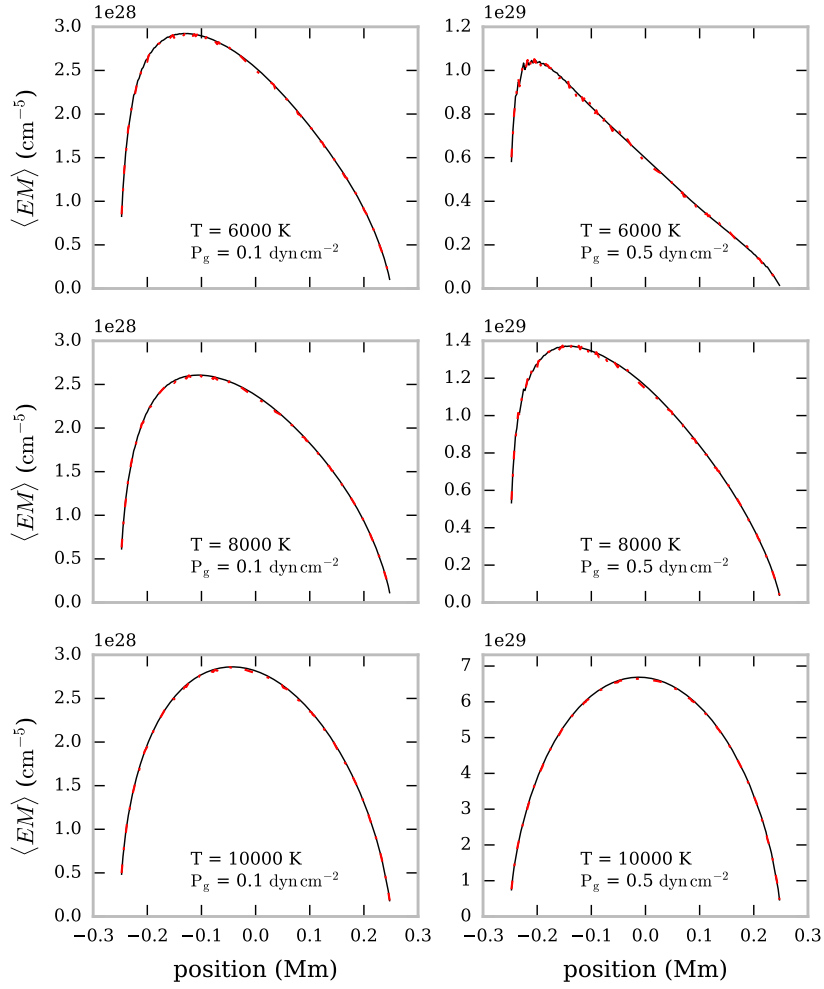 1e28
1e29
⟨EM⟩ (cm⁻⁵)
3.0
2.5
2.0
1.5
1.0
0.5
0.0
T = 6000 K
P_g = 0.1 dyn cm⁻²
1.2
1.0
0.8
0.6
0.4
0.2
0.0
T = 6000 K
P_g = 0.5 dyn cm⁻²
1e28
1e29
⟨EM⟩ (cm⁻⁵)
3.0
2.5
2.0
1.5
1.0
0.5
0.0
T = 8000 K
P_g = 0.1 dyn cm⁻²
1.4
1.2
1.0
0.8
0.6
0.4
0.2
0.0
T = 8000 K
P_g = 0.5 dyn cm⁻²
1e28
1e29
⟨EM⟩ (cm⁻⁵)
3.0
2.5
2.0
1.5
1.0
0.5
0.0
T = 10000 K
P_g = 0.1 dyn cm⁻²
7
6
5
4
3
2
1
0
T = 10000 K
P_g = 0.5 dyn cm⁻²
−0.3 −0.2 −0.1 0.0 0.1 0.2 0.3
−0.3 −0.2 −0.1 0.0 0.1 0.2 0.3
position (Mm)
position (Mm)